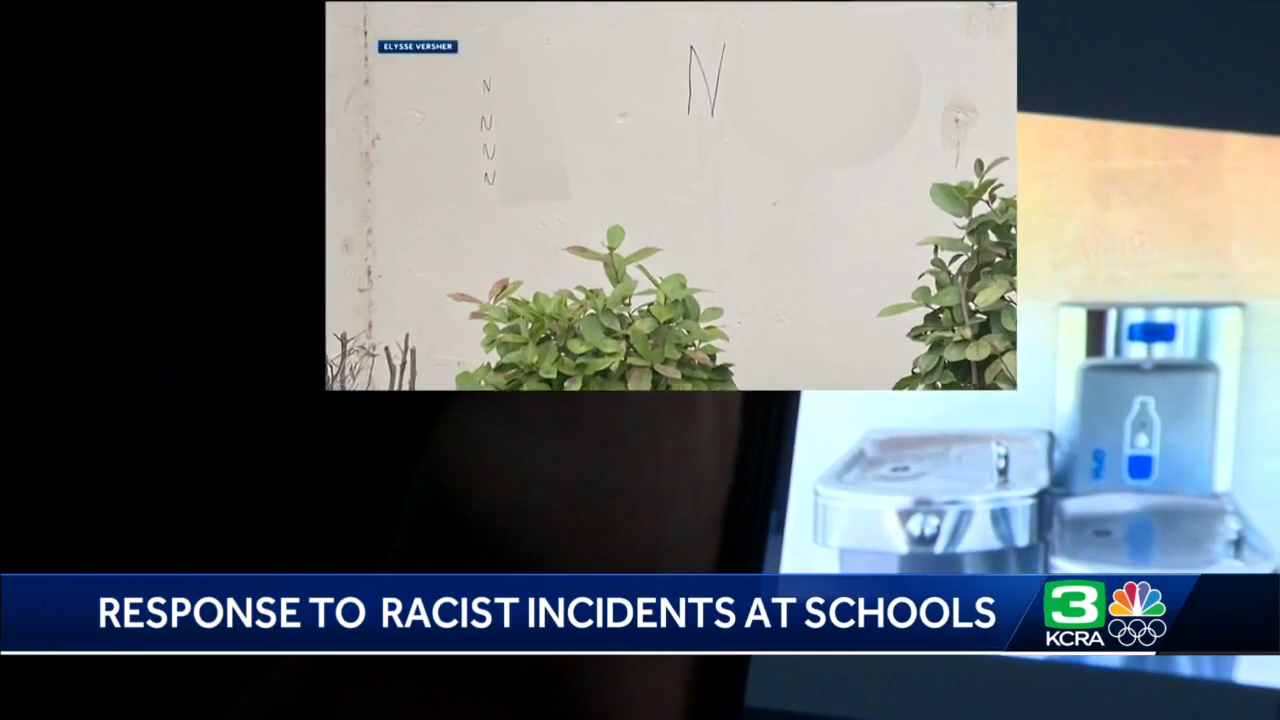 ELYSSE VERSHER
N
N
N
N
N
RESPONSE TO RACIST INCIDENTS AT SCHOOLS
3
KCRA